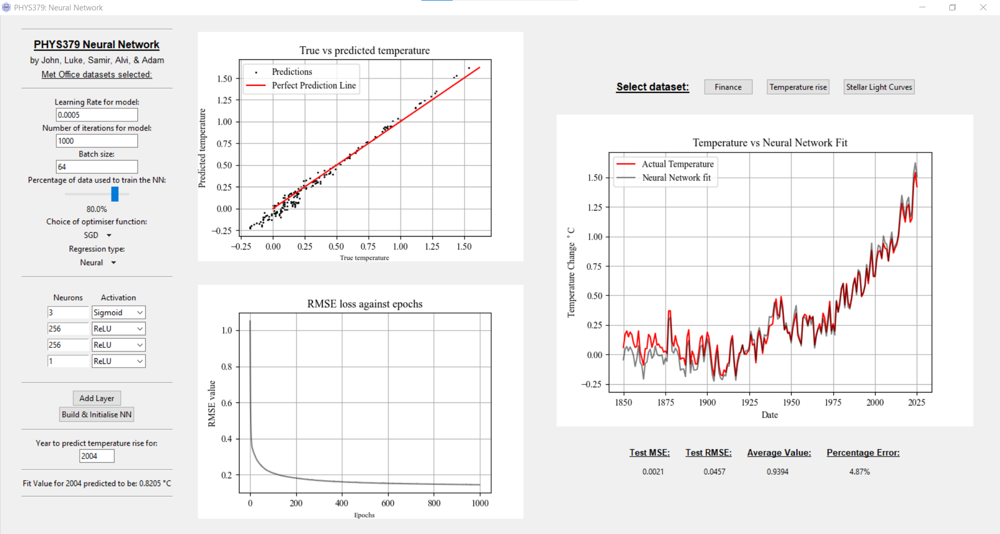 PHYS379: Neural Network
PHYS379 Neural Network
by John, Luke, Samir, Alvi, & Adam
Met Office datasets selected:
Learning Rate for model:
0.0005
Number of iterations for model:
1000
Batch size:
64
Percentage of data used to train the NN:
80.0%
Choice of optimiser function:
SGD
Regression type:
Neural
Neurons Activation
3 Sigmoid
256 ReLU
256 ReLU
1 ReLU
Add Layer
Build & Initialise NN
Year to predict temperature rise for:
2004
Fit Value for 2004 predicted to be: 0.8205 °C
True vs predicted temperature
Predictions
Perfect Prediction Line
Predicted temperature
1.50
1.25
1.00
0.75
0.50
0.25
0.00
−0.25
−0.25 0.00 0.25 0.50 0.75 1.00 1.25 1.50
True temperature
RMSE loss against epochs
RMSE value
1.0
0.8
0.6
0.4
0.2
0 200 400 600 800 1000
Epochs
Select dataset: Finance Temperature rise Stellar Light Curves
Temperature vs Neural Network Fit
Actual Temperature
Neural Network fit
Temperature Change °C
1.50
1.25
1.00
0.75
0.50
0.25
0.00
−0.25
1850 1875 1900 1925 1950 1975 2000 2025
Date
Test MSE: Test RMSE: Average Value: Percentage Error:
0.0021 0.0457 0.9394 4.87%